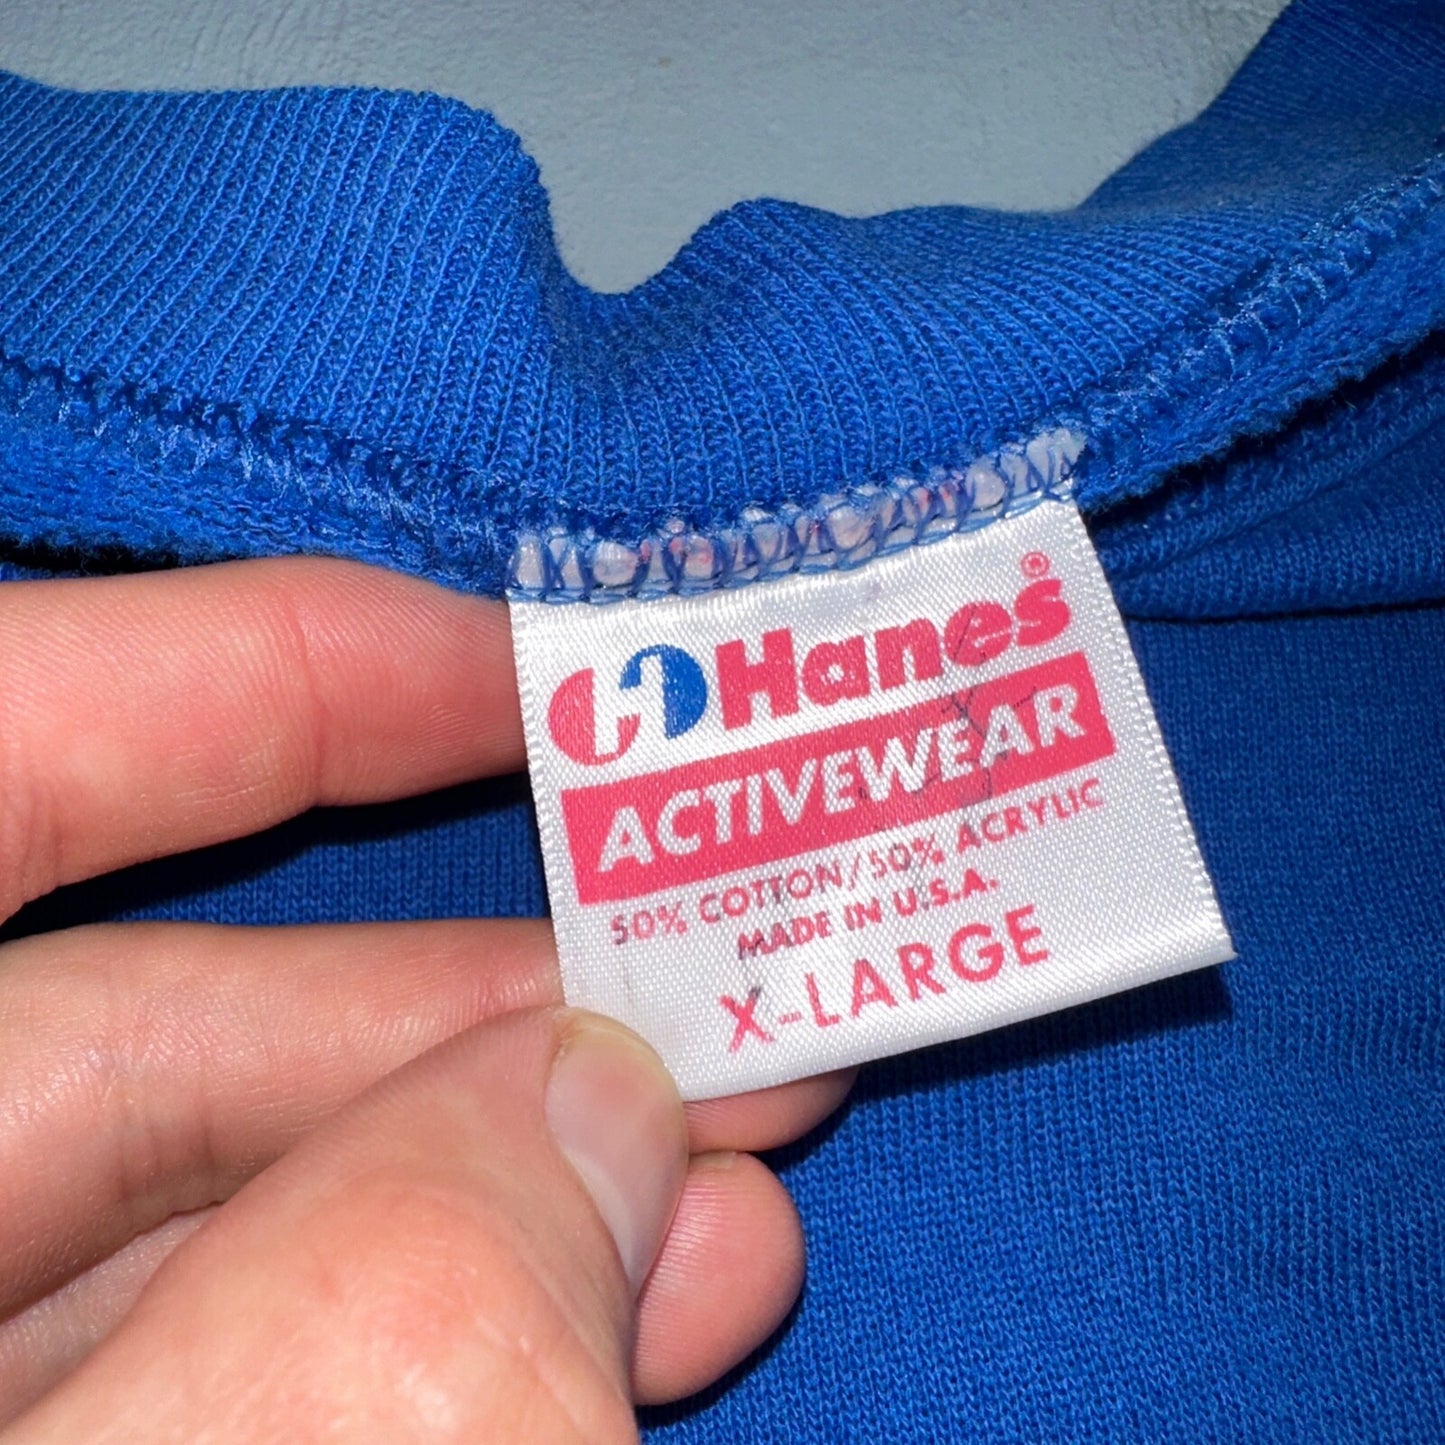 Hanes®
ACTIVEWEAR
50% COTTON/50% ACRYLIC
MADE IN U.S.A.
X-LARGE